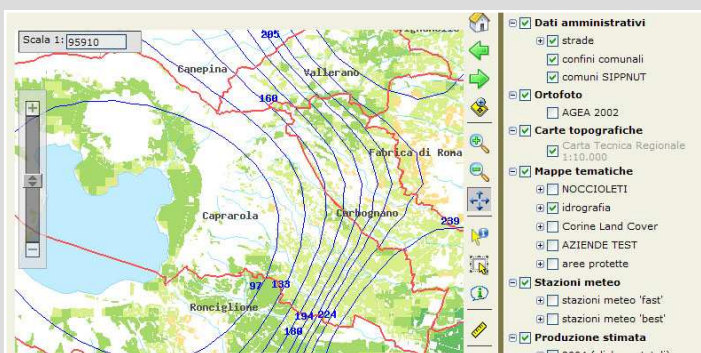 Scala 1: 95910
205
Canepina
Vallerano
160
Fabrica di Roma
Caprarola
Carbognano
239
97 133
Ronciglione
194 224
180
Dati amministrativi
strade
confini comunali
comuni SIPPNUT
Ortofoto
AGEA 2002
Carte topografiche
Carta Tecnica Regionale
1:10.000
Mappe tematiche
NOCCIOLETI
idrografia
Corine Land Cover
AZIENDE TEST
aree protette
Stazioni meteo
stazioni meteo 'fast'
stazioni meteo 'best'
Produzione stimata